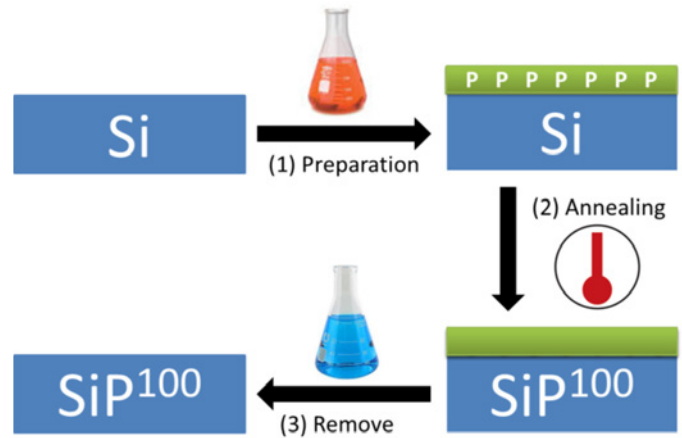 Si
(1) Preparation
P P P P P P P
Si
(2) Annealing
SiP¹⁰⁰
(3) Remove
SiP¹⁰⁰